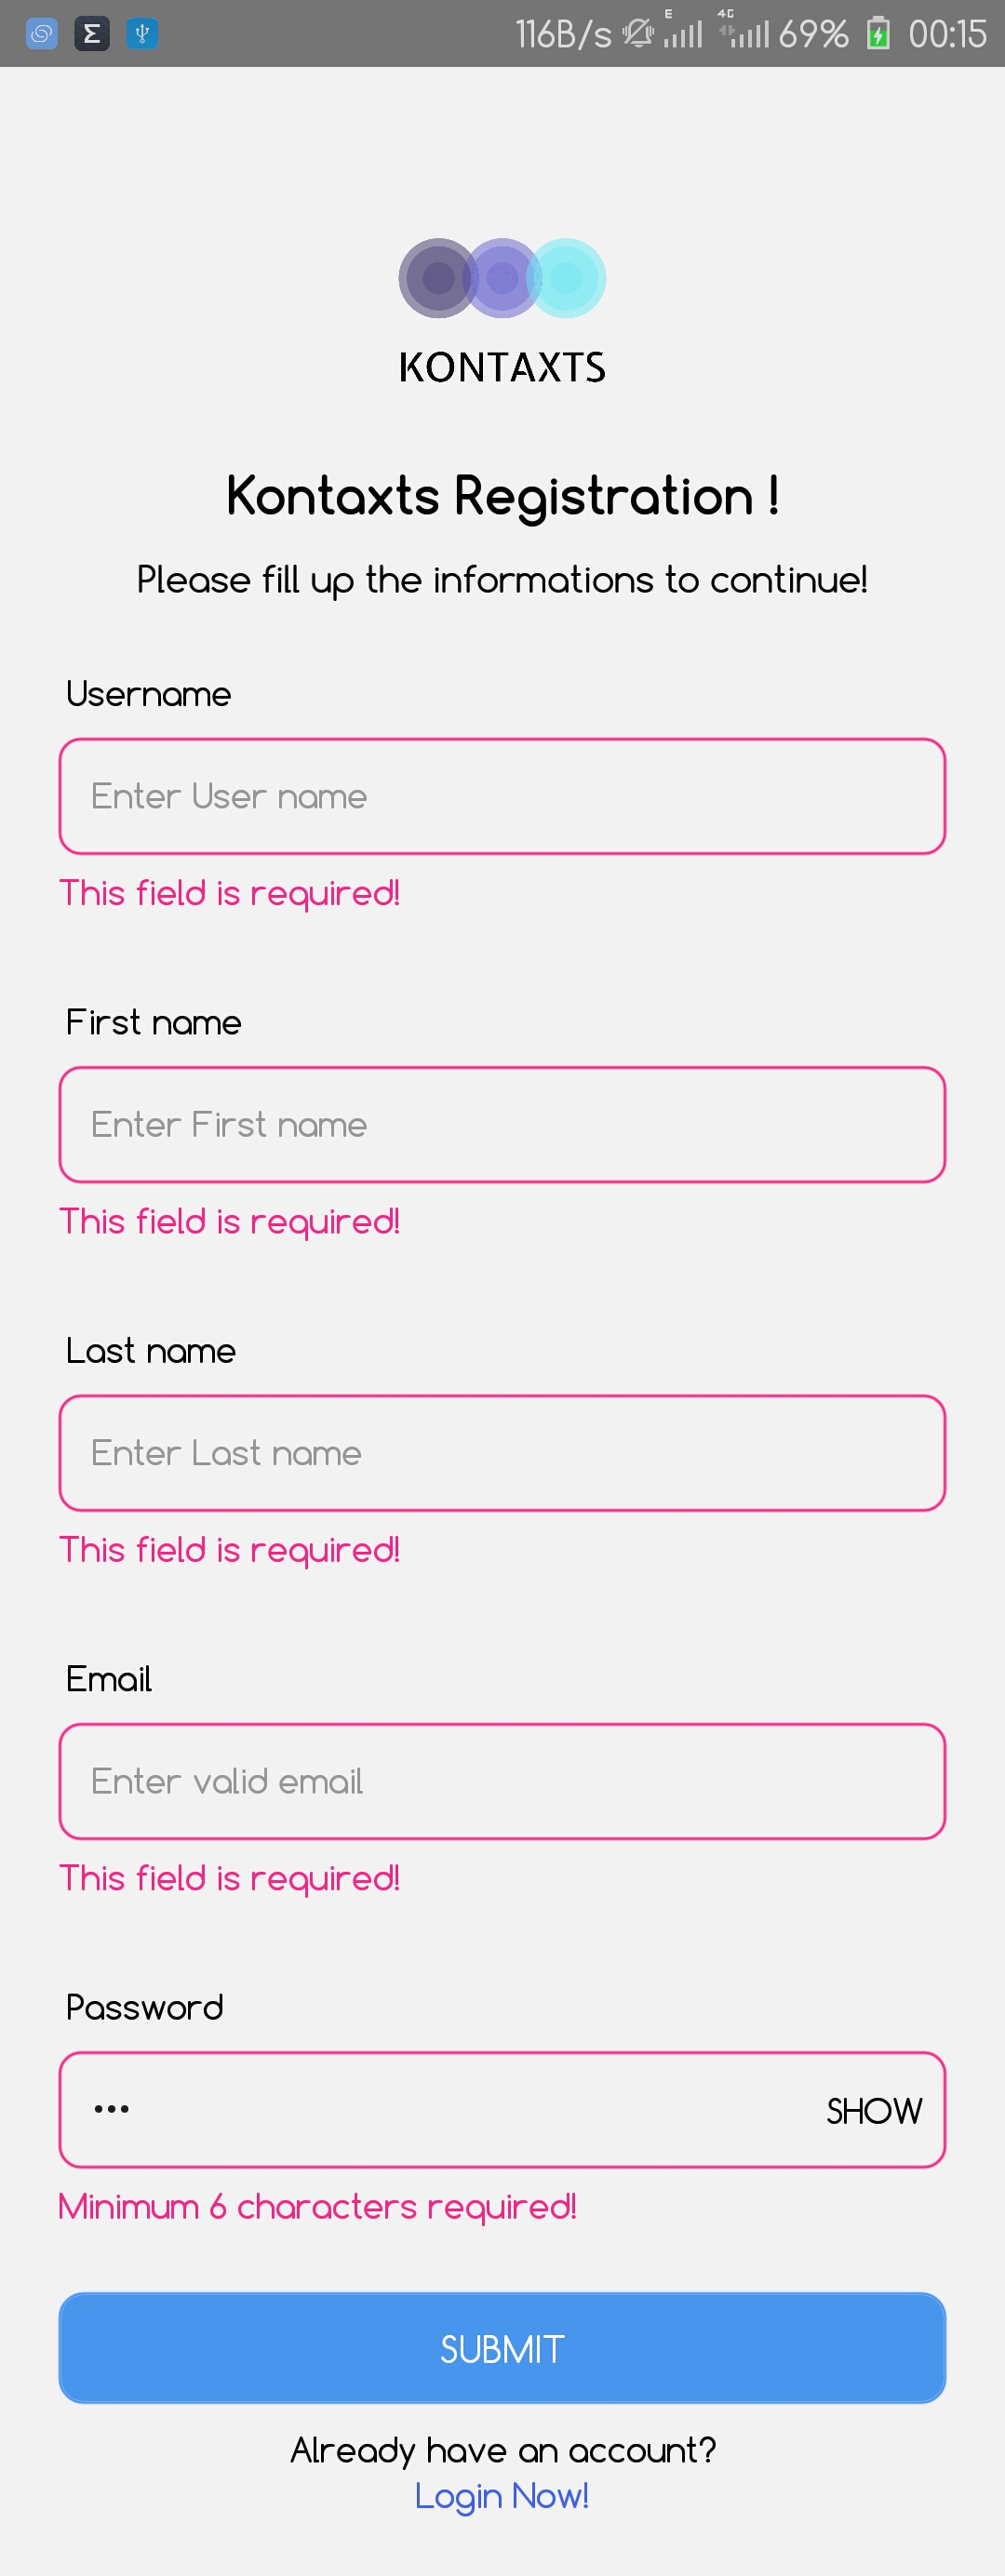 116B/s E 4G 69% 00:15
KONTAXTS
Kontaxts Registration !
Please fill up the informations to continue!
Username
Enter User name
This field is required!
First name
Enter First name
This field is required!
Last name
Enter Last name
This field is required!
Email
Enter valid email
This field is required!
Password
•••
SHOW
Minimum 6 characters required!
SUBMIT
Already have an account?
Login Now!